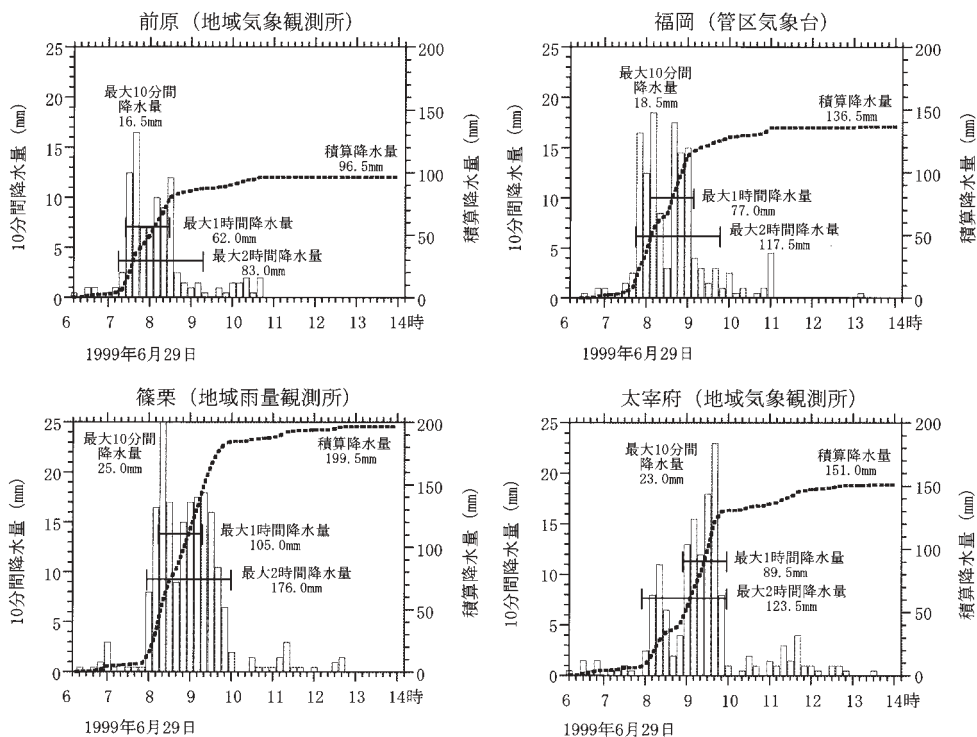 前原（地域気象観測所）
25
20
15
10
5
0
10分間降水量（mm）
200
150
100
50
0
積算降水量（mm）
最大10分間
降水量
16.5mm
積算降水量
96.5mm
最大1時間降水量
62.0mm
最大2時間降水量
83.0mm
6 7 8 9 10 11 12 13 14時
1999年6月29日
福岡（管区気象台）
25
20
15
10
5
0
10分間降水量（mm）
200
150
100
50
0
積算降水量（mm）
最大10分間
降水量
18.5mm
積算降水量
136.5mm
最大1時間降水量
77.0mm
最大2時間降水量
117.5mm
6 7 8 9 10 11 12 13 14時
1999年6月29日
篠栗（地域雨量観測所）
25
20
15
10
5
0
10分間降水量（mm）
200
150
100
50
0
積算降水量（mm）
最大10分間
降水量
25.0mm
積算降水量
199.5mm
最大1時間降水量
105.0mm
最大2時間降水量
176.0mm
6 7 8 9 10 11 12 13 14時
1999年6月29日
太宰府（地域気象観測所）
25
20
15
10
5
0
10分間降水量（mm）
200
150
100
50
0
積算降水量（mm）
最大10分間
降水量
23.0mm
積算降水量
151.0mm
最大1時間降水量
89.5mm
最大2時間降水量
123.5mm
6 7 8 9 10 11 12 13 14時
1999年6月29日